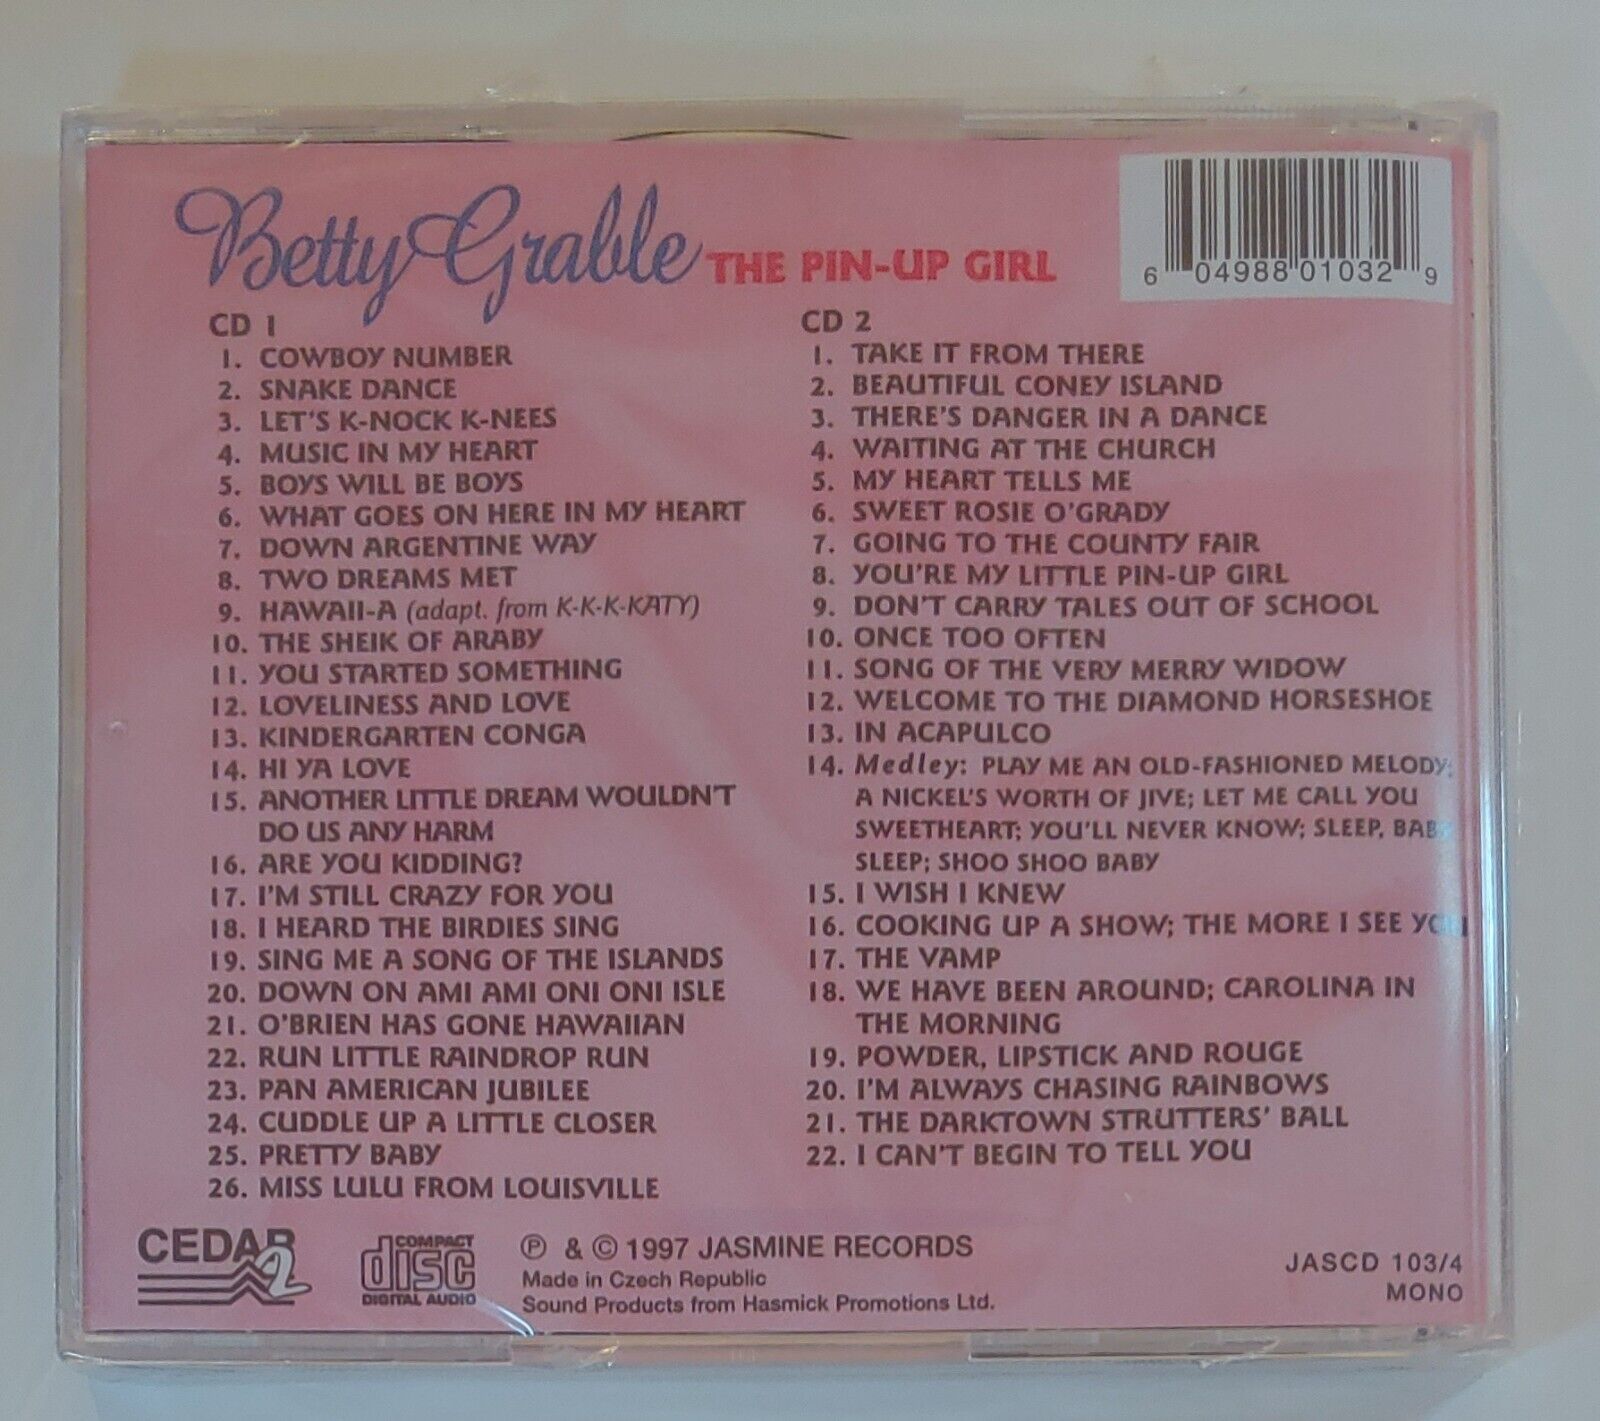 Betty Grable THE PIN-UP GIRL
6 04988 01032 9
CD 1
1. COWBOY NUMBER
2. SNAKE DANCE
3. LET'S K-NOCK K-NEES
4. MUSIC IN MY HEART
5. BOYS WILL BE BOYS
6. WHAT GOES ON HERE IN MY HEART
7. DOWN ARGENTINE WAY
8. TWO DREAMS MET
9. HAWAII-A (adapt. from K-K-K-KATY)
10. THE SHEIK OF ARABY
11. YOU STARTED SOMETHING
12. LOVELINESS AND LOVE
13. KINDERGARTEN CONGA
14. HI YA LOVE
15. ANOTHER LITTLE DREAM WOULDN'T
DO US ANY HARM
16. ARE YOU KIDDING?
17. I'M STILL CRAZY FOR YOU
18. I HEARD THE BIRDIES SING
19. SING ME A SONG OF THE ISLANDS
20. DOWN ON AMI AMI ONI ONI ISLE
21. O'BRIEN HAS GONE HAWAIIAN
22. RUN LITTLE RAINDROP RUN
23. PAN AMERICAN JUBILEE
24. CUDDLE UP A LITTLE CLOSER
25. PRETTY BABY
26. MISS LULU FROM LOUISVILLE
CD 2
1. TAKE IT FROM THERE
2. BEAUTIFUL CONEY ISLAND
3. THERE'S DANGER IN A DANCE
4. WAITING AT THE CHURCH
5. MY HEART TELLS ME
6. SWEET ROSIE O'GRADY
7. GOING TO THE COUNTY FAIR
8. YOU'RE MY LITTLE PIN-UP GIRL
9. DON'T CARRY TALES OUT OF SCHOOL
10. ONCE TOO OFTEN
11. SONG OF THE VERY MERRY WIDOW
12. WELCOME TO THE DIAMOND HORSESHOE
13. IN ACAPULCO
14. Medley: PLAY ME AN OLD-FASHIONED MELODY;
A NICKEL'S WORTH OF JIVE; LET ME CALL YOU
SWEETHEART; YOU'LL NEVER KNOW; SLEEP, BABY
SLEEP; SHOO SHOO BABY
15. I WISH I KNEW
16. COOKING UP A SHOW; THE MORE I SEE YOU
17. THE VAMP
18. WE HAVE BEEN AROUND; CAROLINA IN
THE MORNING
19. POWDER, LIPSTICK AND ROUGE
20. I'M ALWAYS CHASING RAINBOWS
21. THE DARKTOWN STRUTTERS' BALL
22. I CAN'T BEGIN TO TELL YOU
CEDAR 2
COMPACT
disc
DIGITAL AUDIO
℗ & © 1997 JASMINE RECORDS
Made in Czech Republic
Sound Products from Hasmick Promotions Ltd.
JASCD 103/4
MONO